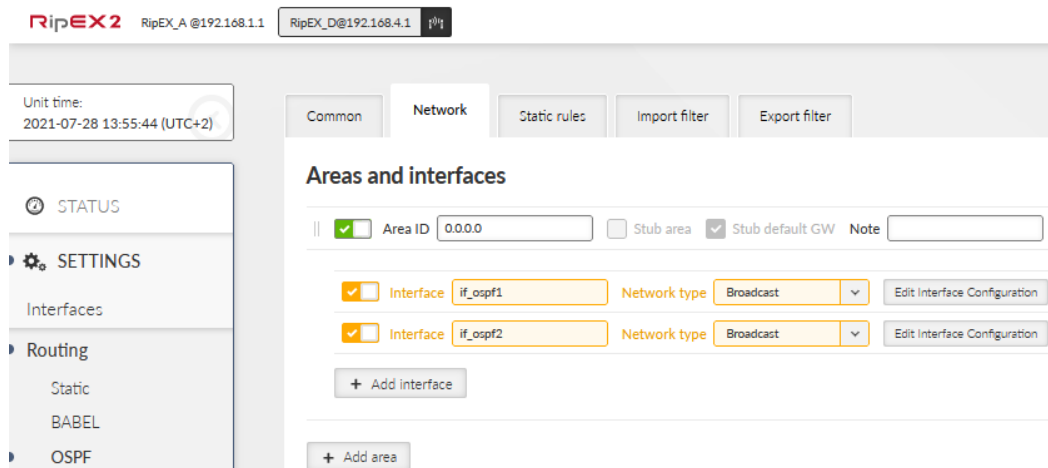 RipEX2 RipEX_A @192.168.1.1 RipEX_D@192.168.4.1
Unit time:
2021-07-28 13:55:44 (UTC+2)
Common Network Static rules Import filter Export filter
Areas and interfaces
STATUS
Area ID 0.0.0.0 Stub area Stub default GW Note
SETTINGS
Interface if_ospf1 Network type Broadcast Edit Interface Configuration
Interfaces
Interface if_ospf2 Network type Broadcast Edit Interface Configuration
Routing
+ Add interface
Static
BABEL
OSPF
+ Add area